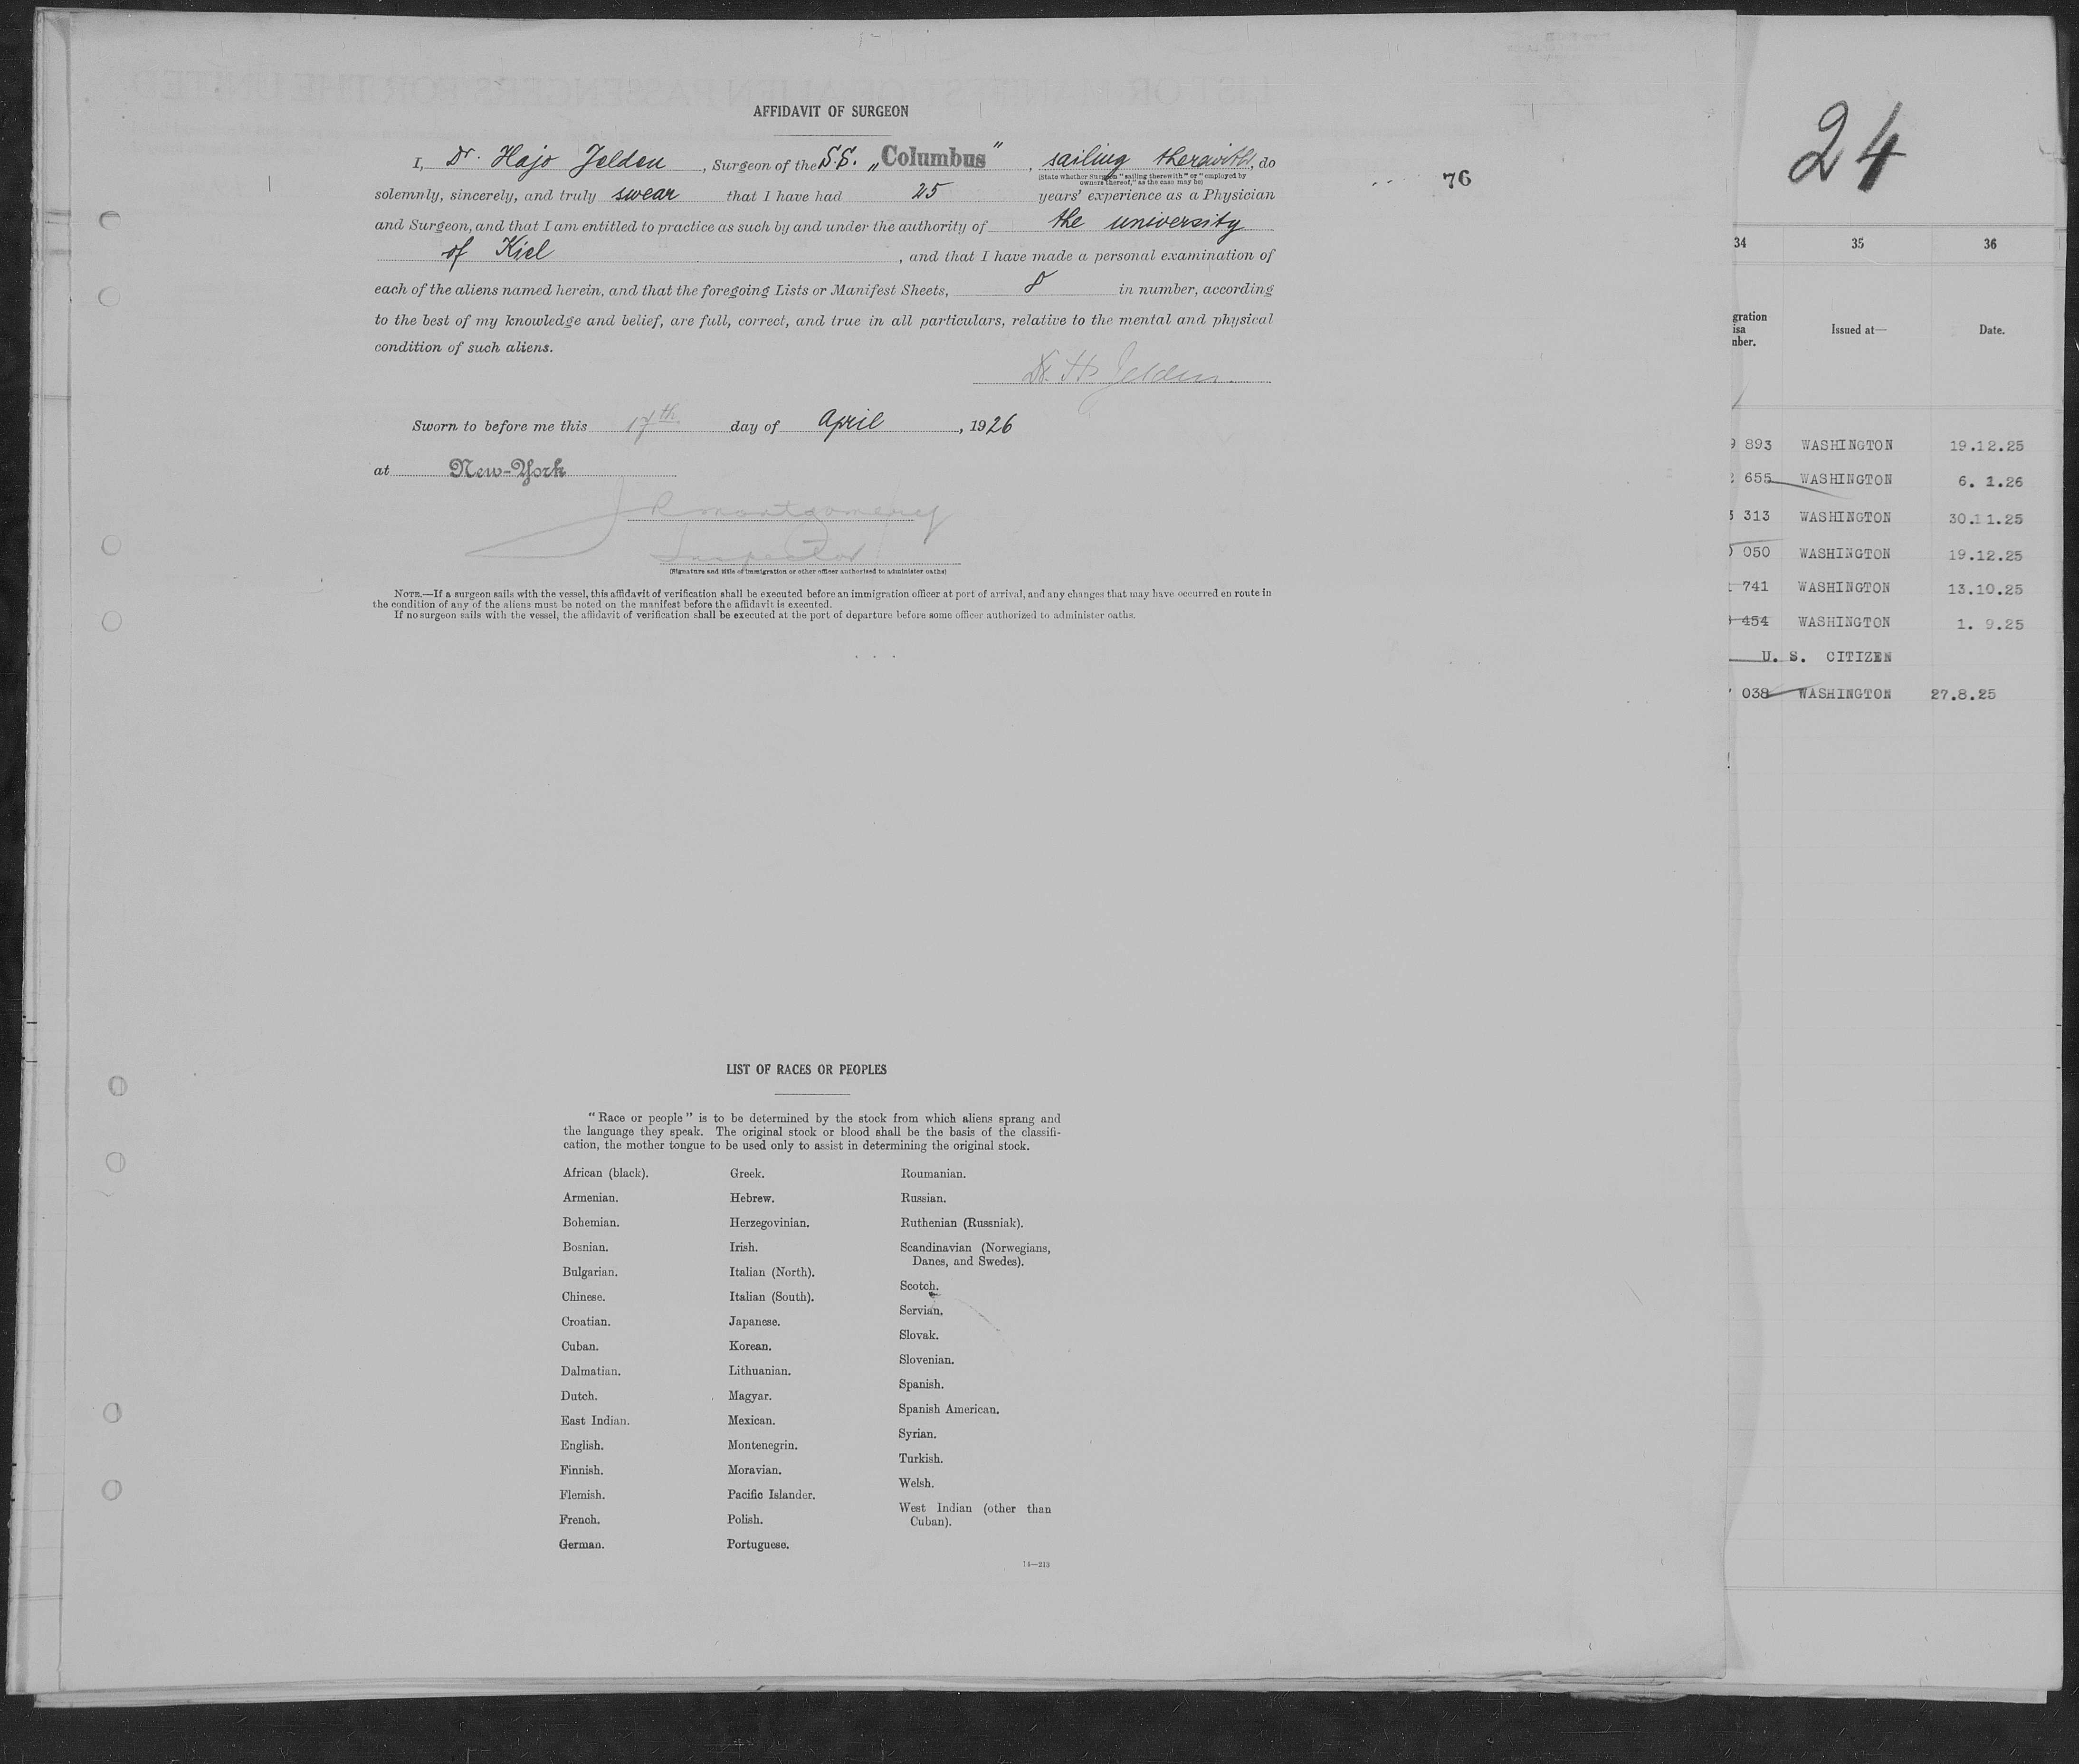 AFFIDAVIT OF SURGEON
I, Dr. Hajo Jelden, Surgeon of the S.S. „Columbus", sailing therewith, do
(State whether Surgeon "sailing therewith" or "employed by
owners thereof," as the case may be)
solemnly, sincerely, and truly swear that I have had 25 years' experience as a Physician
and Surgeon, and that I am entitled to practice as such by and under the authority of the university
of Kiel, and that I have made a personal examination of
each of the aliens named herein, and that the foregoing Lists or Manifest Sheets, 8 in number, according
to the best of my knowledge and belief, are full, correct, and true in all particulars, relative to the mental and physical
condition of such aliens.
Dr. H. Jelden
Sworn to before me this 17th day of April, 1926
at New-York
J R Montgomery
Inspector
(Signature and title of immigration or other officer authorized to administer oaths)
NOTE.—If a surgeon sails with the vessel, this affidavit of verification shall be executed before an immigration officer at port of arrival, and any changes that may have occurred en route in
the condition of any of the aliens must be noted on the manifest before the affidavit is executed.
If no surgeon sails with the vessel, the affidavit of verification shall be executed at the port of departure before some officer authorized to administer oaths.
76
LIST OF RACES OR PEOPLES
"Race or people" is to be determined by the stock from which aliens sprang and
the language they speak. The original stock or blood shall be the basis of the classifi-
cation, the mother tongue to be used only to assist in determining the original stock.
African (black).
Armenian.
Bohemian.
Bosnian.
Bulgarian.
Chinese.
Croatian.
Cuban.
Dalmatian.
Dutch.
East Indian.
English.
Finnish.
Flemish.
French.
German.
Greek.
Hebrew.
Herzegovinian.
Irish.
Italian (North).
Italian (South).
Japanese.
Korean.
Lithuanian.
Magyar.
Mexican.
Montenegrin.
Moravian.
Pacific Islander.
Polish.
Portuguese.
Roumanian.
Russian.
Ruthenian (Russniak).
Scandinavian (Norwegians,
Danes, and Swedes).
Scotch.
Servian.
Slovak.
Slovenian.
Spanish.
Spanish American.
Syrian.
Turkish.
Welsh.
West Indian (other than
Cuban).
14—213
24
34 35 36
gration
isa
nber.
Issued at—
Date.
893 WASHINGTON 19.12.25
655 WASHINGTON 6. 1.26
313 WASHINGTON 30.11.25
050 WASHINGTON 19.12.25
741 WASHINGTON 13.10.25
454 WASHINGTON 1. 9.25
U. S. CITIZEN
038 WASHINGTON 27.8.25